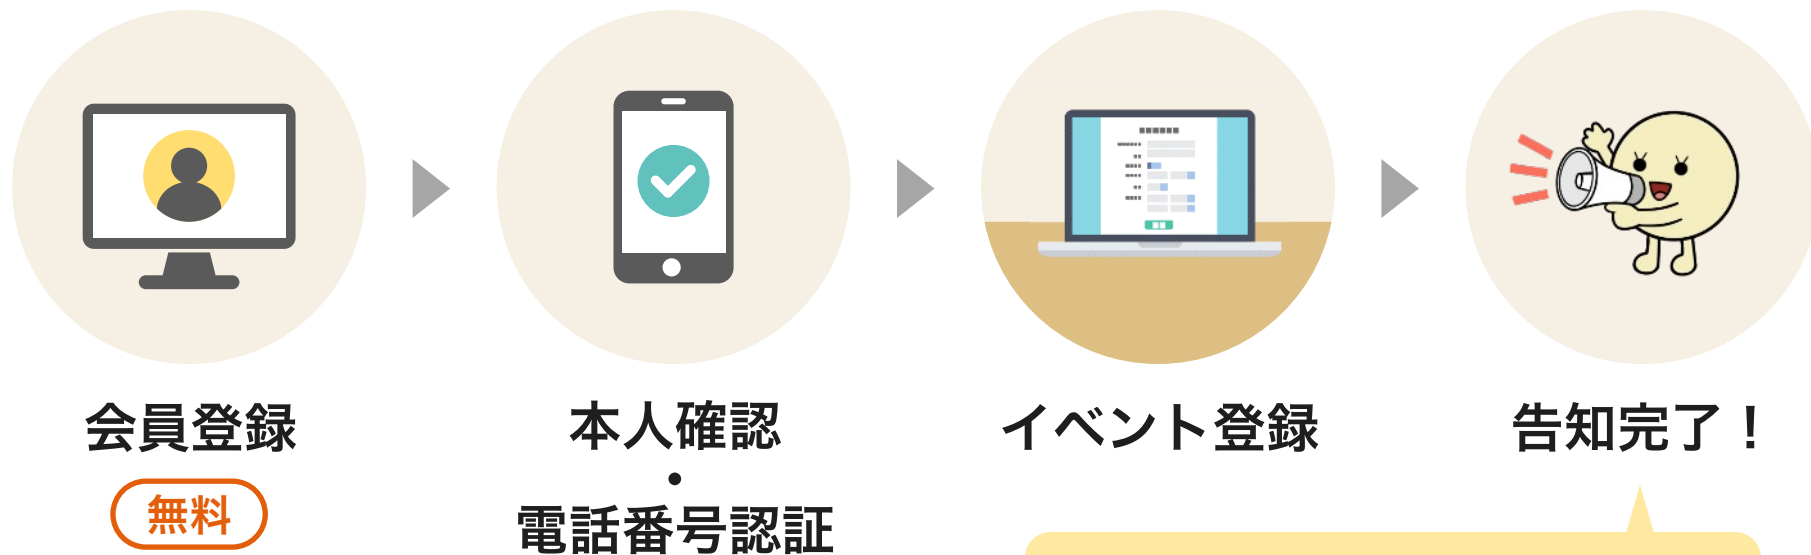 会員登録
無料
本人確認
・
電話番号認証
イベント登録
告知完了！